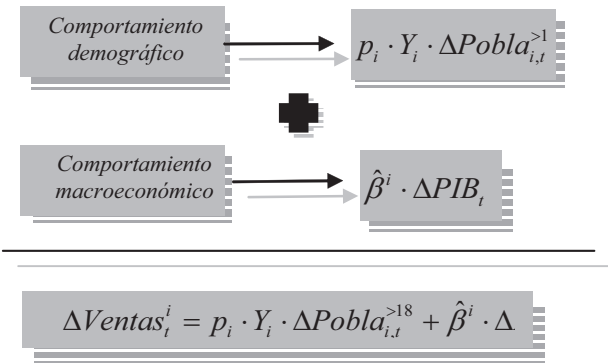 Comportamiento
demográfico
p_i · Y_i · ΔPobla_{i,t}^{>1}
Comportamiento
macroeconómico
β̂^i · ΔPIB_t
ΔVentas_t^i = p_i · Y_i · ΔPobla_{i,t}^{>18} + β̂^i · Δ